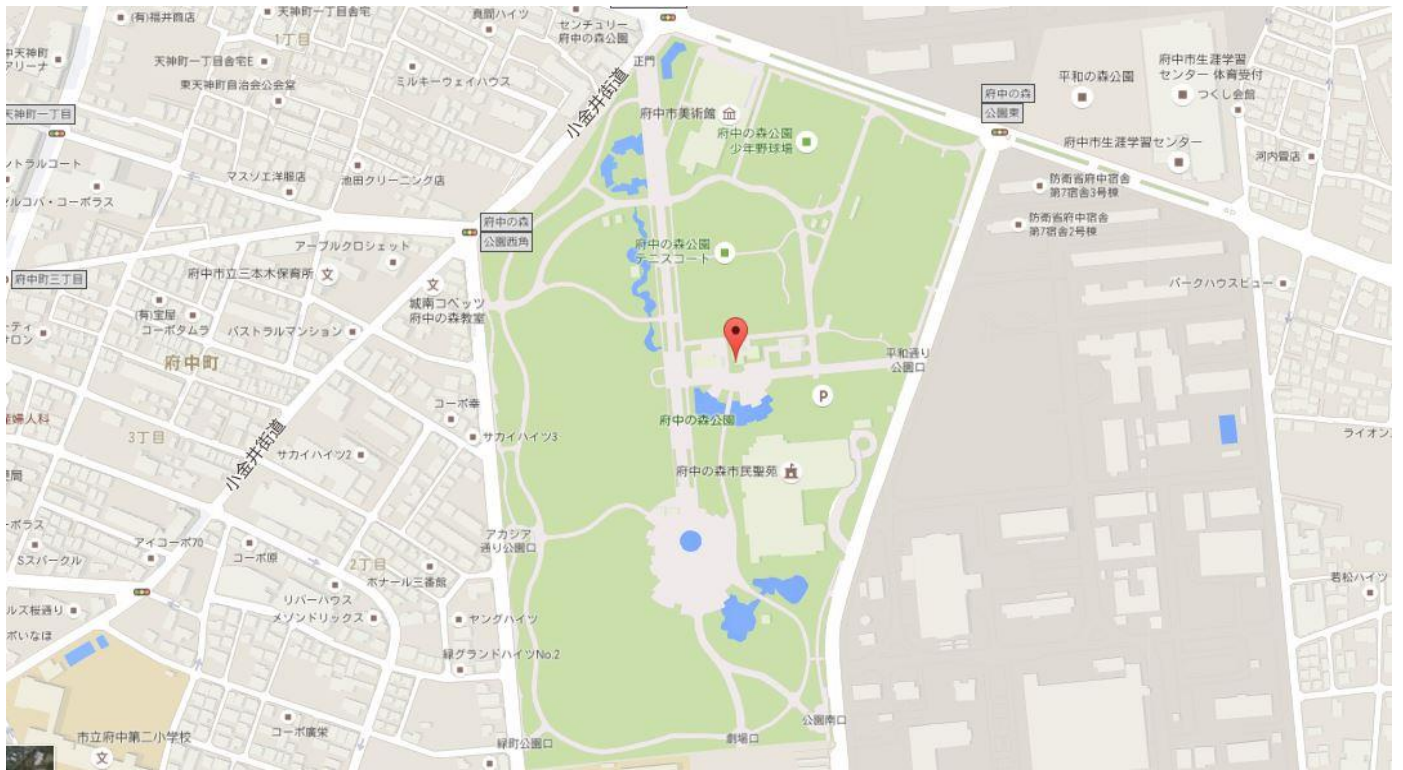 (有)福井商店
天神町一丁目舎宅
1丁目
真間ハイツ
センチュリー
府中の森公園
天神町一丁目舎宅E
東天神町自治会公会堂
ミルキーウェイハウス
小金井街道
正門
府中市美術館
府中の森公園
少年野球場
府中の森
公園東
平和の森公園
府中市生涯学習
センター 体育受付
つくし会館
府中市生涯学習センター
河内畳店
防衛省府中宿舎
第7宿舎3号棟
防衛省府中宿舎
第7宿舎2号棟
天神町一丁目
マスソエ洋服店
池田クリーニング店
府中の森
公園西角
アーブルクロシェット
府中町三丁目
府中市立三本木保育所
文
文
城南コベッツ
府中の森教室
府中の森公園
テニスコート
パークハウスビュー
(有)宝屋
コーポタムラ
パストラルマンション
府中町
平和通り
公園口
P
コーポ幸
府中の森公園
サカイハイツ3
3丁目
サカイハイツ2
小金井街道
府中の森市民聖苑
ライオン
アカシア
通り公園口
アイコーポ70
コーポ原
Sスパークル
2丁目
ボナール三番館
リバーハウス
メゾンドリックス
ヤングハイツ
若松ハイツ
ルズ桜通り
ポいなほ
緑グランドハイツNo.2
コーポ廣栄
公園南口
市立府中第二小学校
文
緑町公園口
劇場口